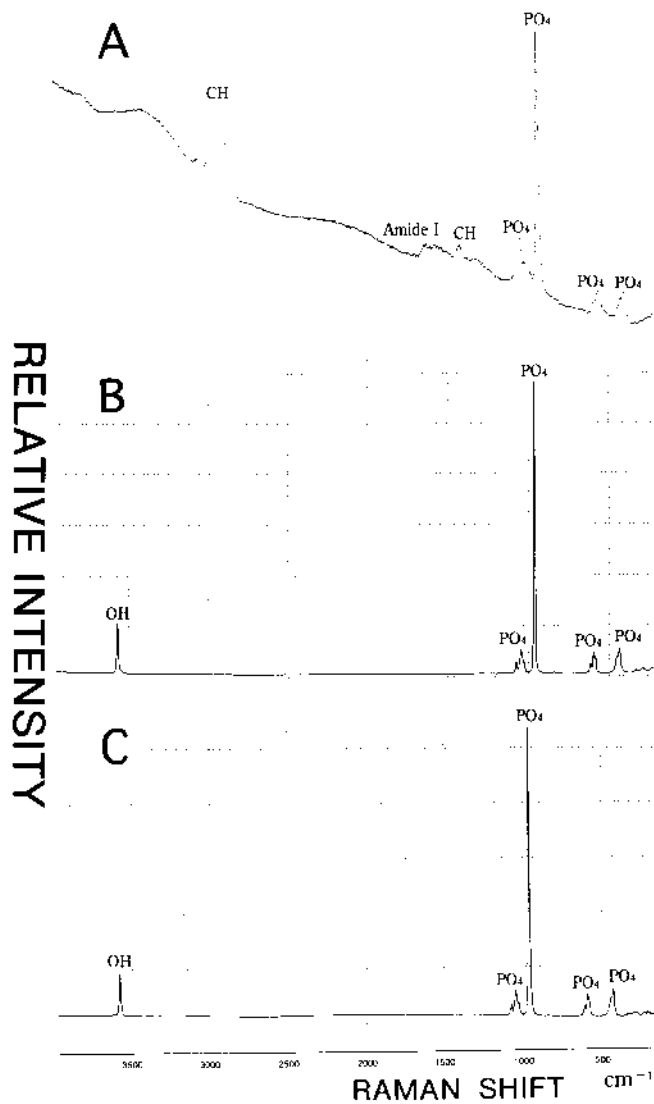 A
PO₄
CH
Amide I
CH
PO₄
PO₄
PO₄
RELATIVE INTENSITY
B
PO₄
OH
PO₄
PO₄
PO₄
C
PO₄
OH
PO₄
PO₄
PO₄
3500 3000 2500 2000 1500 1000 500
RAMAN SHIFT cm⁻¹